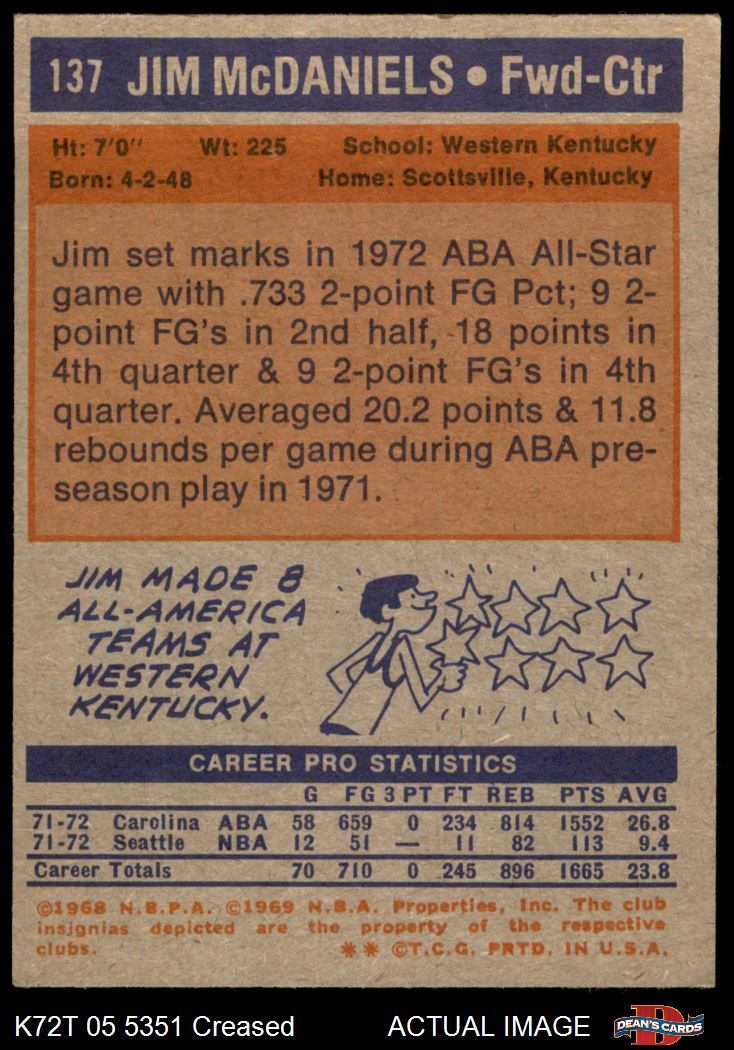 137 JIM McDANIELS • Fwd-Ctr
Ht: 7'0" Wt: 225 School: Western Kentucky
Born: 4-2-48 Home: Scottsville, Kentucky
Jim set marks in 1972 ABA All-Star
game with .733 2-point FG Pct; 9 2-
point FG's in 2nd half, 18 points in
4th quarter & 9 2-point FG's in 4th
quarter. Averaged 20.2 points & 11.8
rebounds per game during ABA pre-
season play in 1971.
JIM MADE 8
ALL-AMERICA
TEAMS AT
WESTERN
KENTUCKY.
CAREER PRO STATISTICS
G FG 3 PT FT REB PTS AVG
71-72 Carolina ABA 58 659 0 234 814 1552 26.8
71-72 Seattle NBA 12 51 — 11 82 113 9.4
Career Totals 70 710 0 245 896 1665 23.8
©1968 N.B.P.A. ©1969 N.B.A. Properties, Inc. The club
insignias depicted are the property of the respective
clubs. ** ©T.C.G. PRTD. IN U.S.A.
K72T 05 5351 Creased ACTUAL IMAGE DEAN'S CARDS